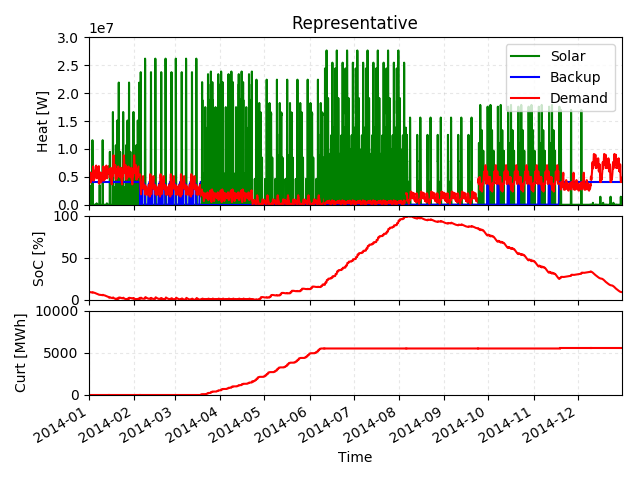 Representative
1e7
3.0
2.5
2.0
1.5
1.0
0.5
0.0
Heat [W]
Solar
Backup
Demand
100
50
0
SoC [%]
10000
5000
0
Curt [MWh]
2014-01
2014-02
2014-03
2014-04
2014-05
2014-06
2014-07
2014-08
2014-09
2014-10
2014-11
2014-12
Time